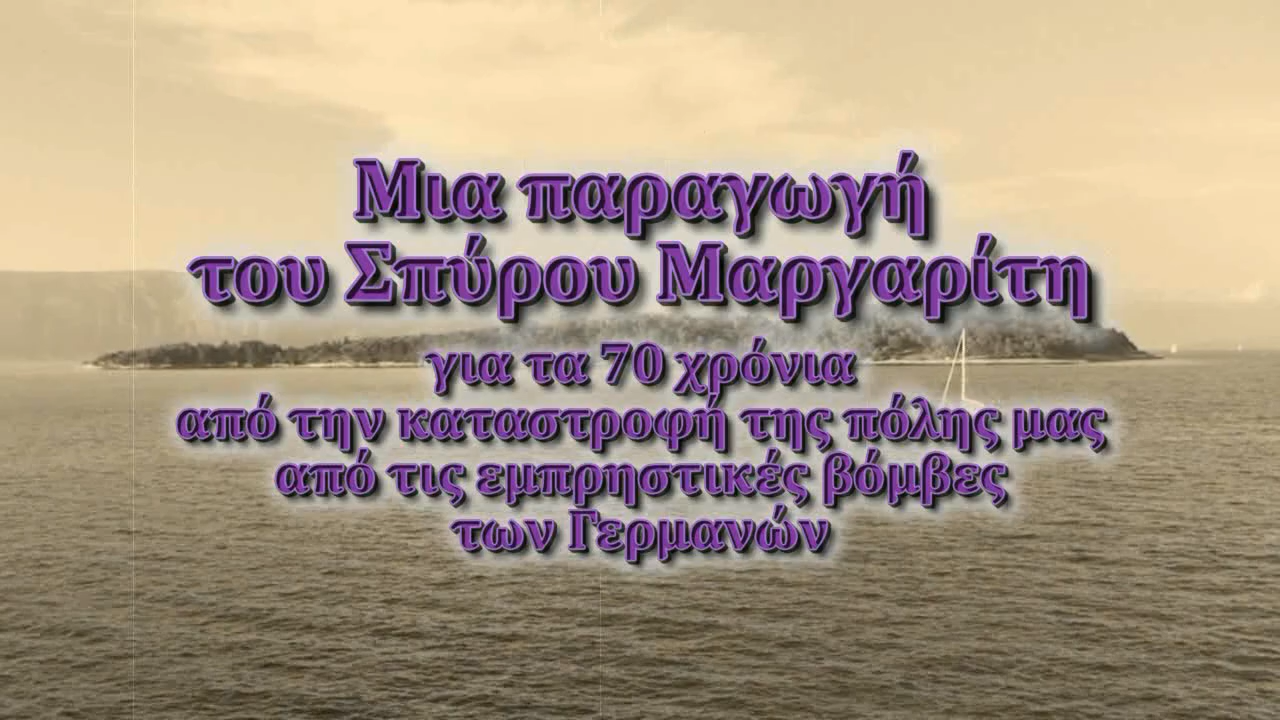 Μια παραγωγή
του Σπύρου Μαργαρίτη
για τα 70 χρόνια
από την καταστροφή της πόλης μας
από τις εμπρηστικές βόμβες
των Γερμανών